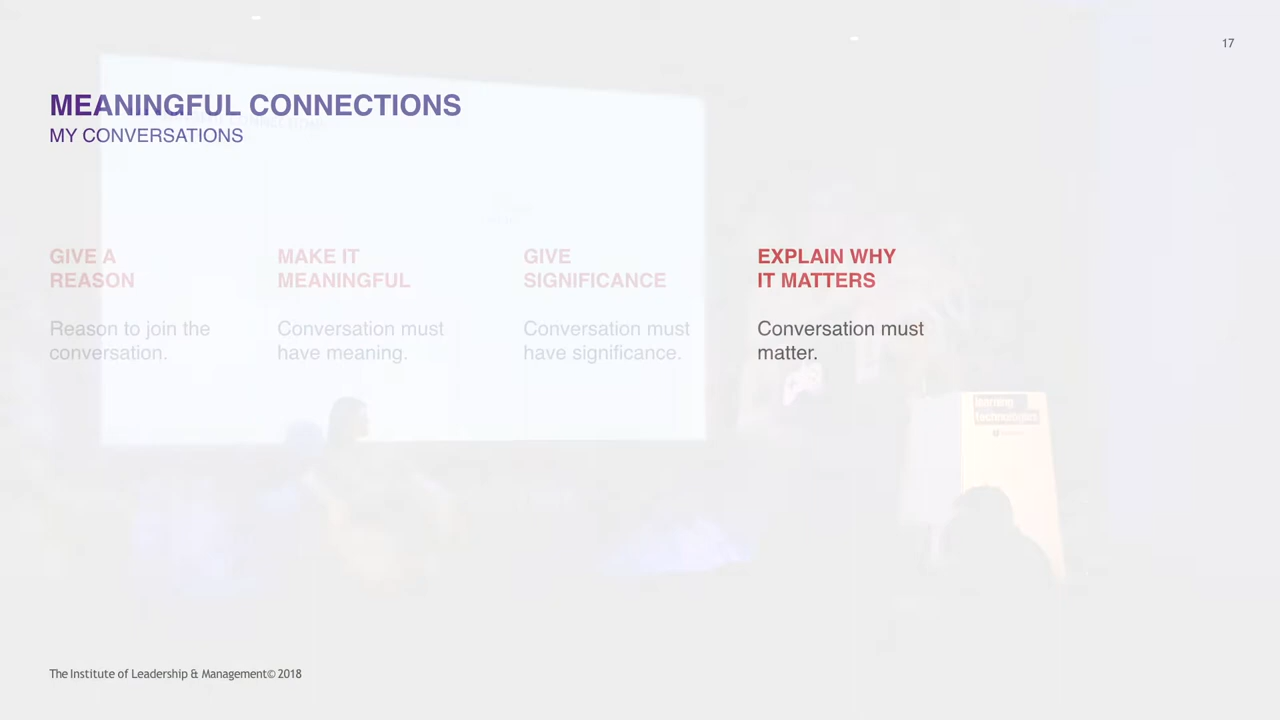 17
MEANINGFUL CONNECTIONS
MY CONVERSATIONS
GIVE A
REASON
Reason to join the
conversation.
MAKE IT
MEANINGFUL
Conversation must
have meaning.
GIVE
SIGNIFICANCE
Conversation must
have significance.
EXPLAIN WHY
IT MATTERS
Conversation must
matter.
learning
technologies
The Institute of Leadership & Management© 2018